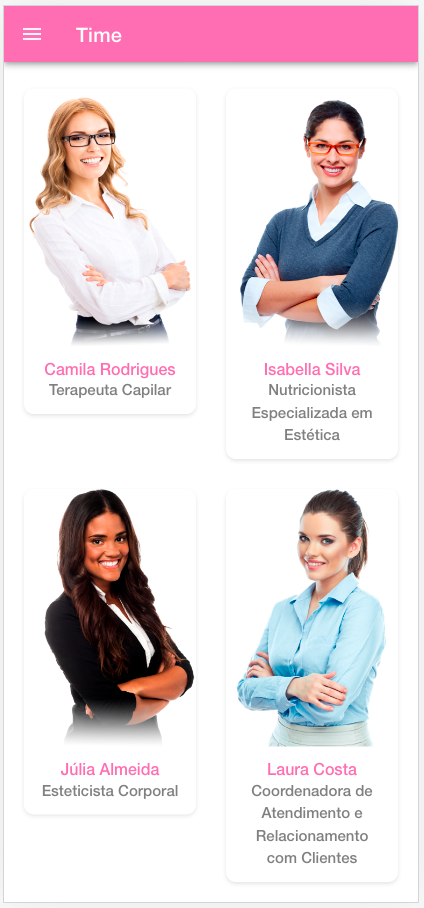 Time
Camila Rodrigues
Terapeuta Capilar
Isabella Silva
Nutricionista
Especializada em
Estética
Júlia Almeida
Esteticista Corporal
Laura Costa
Coordenadora de
Atendimento e
Relacionamento
com Clientes